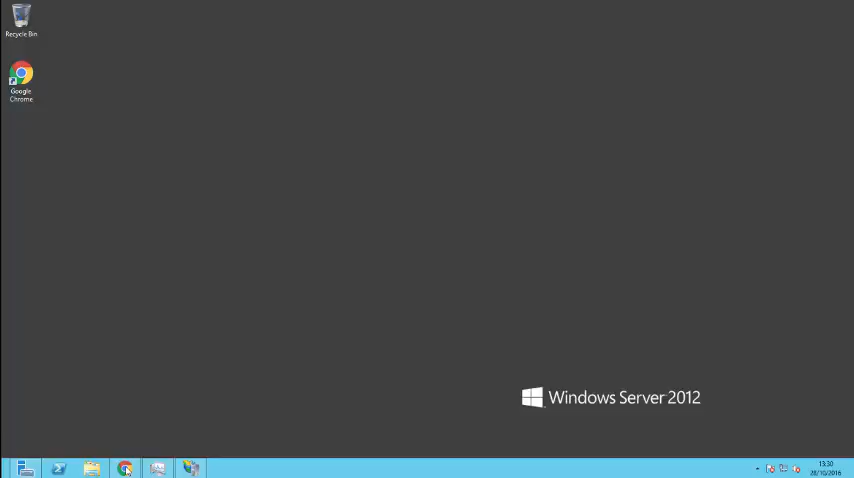 Recycle Bin
Google
Chrome
Windows Server 2012
13:30
28/10/2016